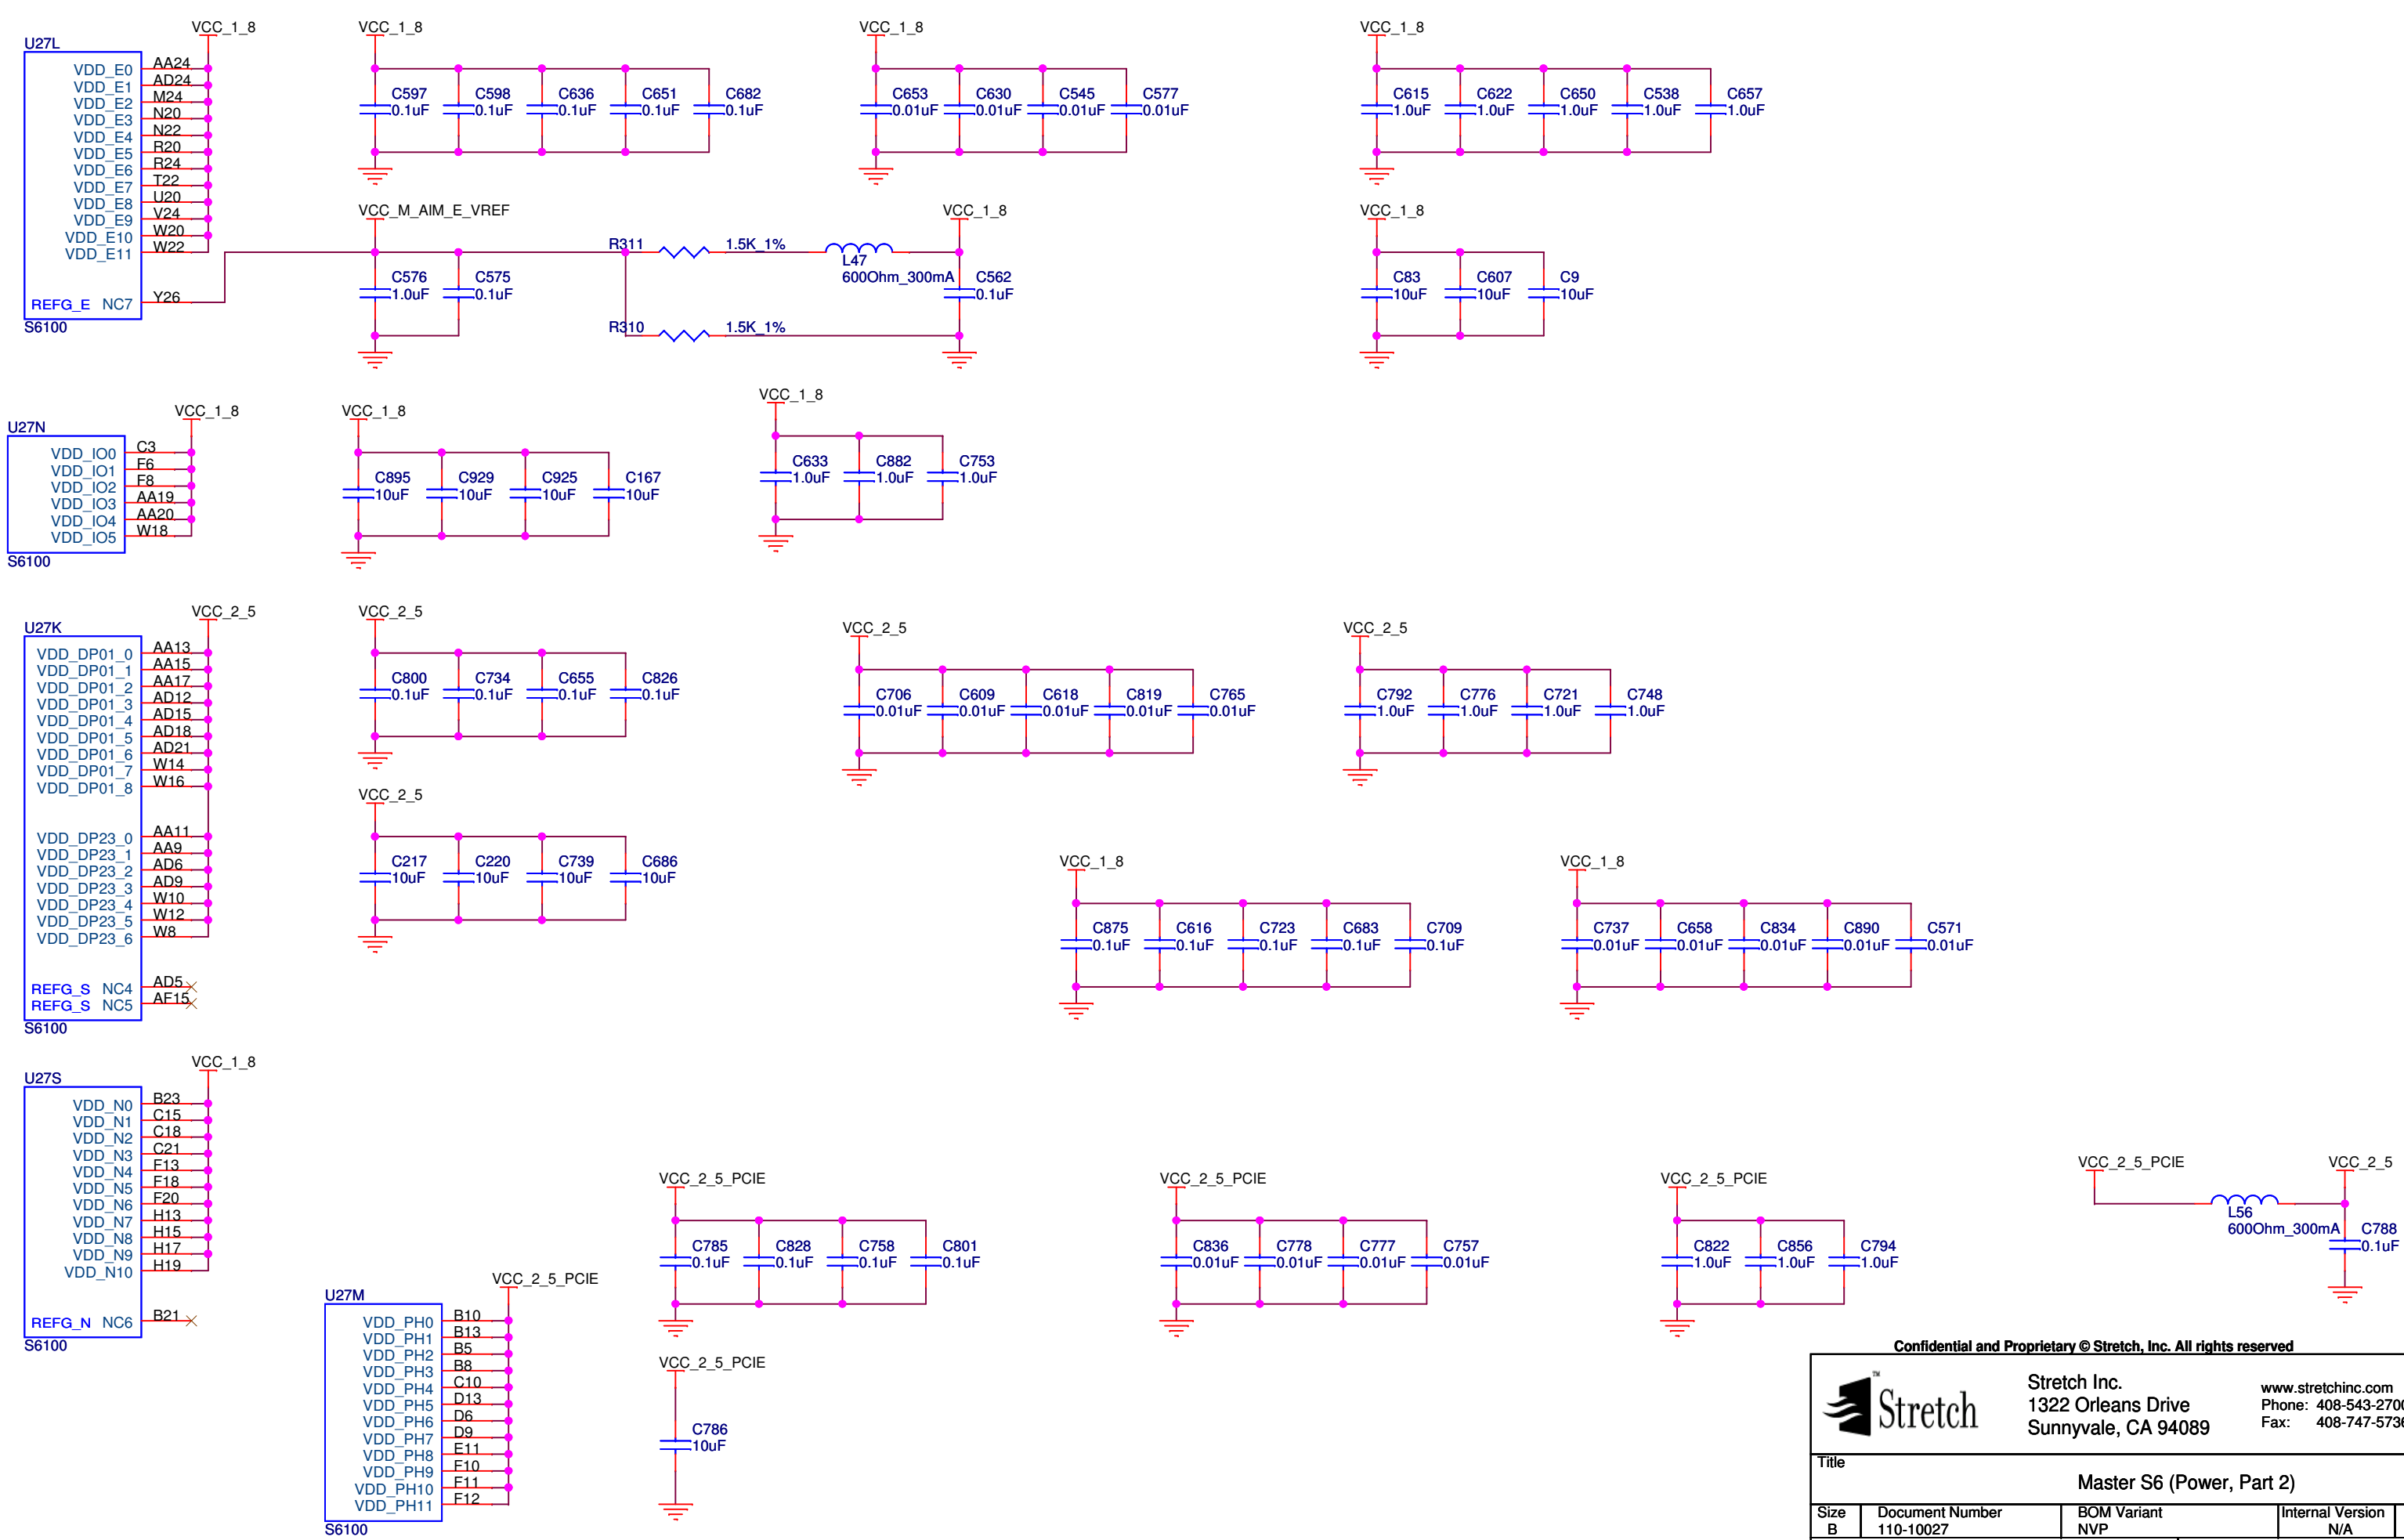 VCC_1_8 VCC_1_8 VCC_1_8 VCC_1_8
U27L
VDD_E0 AA24
VDD_E1 AD24
VDD_E2 M24
VDD_E3 N20
VDD_E4 N22
VDD_E5 R20
VDD_E6 R24
VDD_E7 T22
VDD_E8 U20
VDD_E9 V24
VDD_E10 W20
VDD_E11 W22
REFG_E NC7 Y26
S6100
C597 C598 C636 C651 C682
0.1uF 0.1uF 0.1uF 0.1uF 0.1uF
C653 C630 C545 C577
0.01uF 0.01uF 0.01uF 0.01uF
C615 C622 C650 C538 C657
1.0uF 1.0uF 1.0uF 1.0uF 1.0uF
VCC_M_AIM_E_VREF VCC_1_8 VCC_1_8
R311 1.5K_1%
L47
600Ohm_300mA
C576 C575 C562
1.0uF 0.1uF 0.1uF
R310 1.5K_1%
C83 C607 C9
10uF 10uF 10uF
VCC_1_8 VCC_1_8 VCC_1_8
U27N
VDD_IO0 C3
VDD_IO1 F6
VDD_IO2 F8
VDD_IO3 AA19
VDD_IO4 AA20
VDD_IO5 W18
S6100
C895 C929 C925 C167
10uF 10uF 10uF 10uF
C633 C882 C753
1.0uF 1.0uF 1.0uF
VCC_2_5 VCC_2_5 VCC_2_5 VCC_2_5
U27K
VDD_DP01_0 AA13
VDD_DP01_1 AA15
VDD_DP01_2 AA17
VDD_DP01_3 AD12
VDD_DP01_4 AD15
VDD_DP01_5 AD18
VDD_DP01_6 AD21
VDD_DP01_7 W14
VDD_DP01_8 W16
VDD_DP23_0 AA11
VDD_DP23_1 AA9
VDD_DP23_2 AD6
VDD_DP23_3 AD9
VDD_DP23_4 W10
VDD_DP23_5 W12
VDD_DP23_6 W8
REFG_S NC4 AD5
REFG_S NC5 AF15
S6100
C800 C734 C655 C826
0.1uF 0.1uF 0.1uF 0.1uF
C706 C609 C618 C819 C765
0.01uF 0.01uF 0.01uF 0.01uF 0.01uF
C792 C776 C721 C748
1.0uF 1.0uF 1.0uF 1.0uF
VCC_2_5
C217 C220 C739 C686
10uF 10uF 10uF 10uF
VCC_1_8 VCC_1_8
C875 C616 C723 C683 C709
0.1uF 0.1uF 0.1uF 0.1uF 0.1uF
C737 C658 C834 C890 C571
0.01uF 0.01uF 0.01uF 0.01uF 0.01uF
VCC_1_8
U27S
VDD_N0 B23
VDD_N1 C15
VDD_N2 C18
VDD_N3 C21
VDD_N4 F13
VDD_N5 F18
VDD_N6 F20
VDD_N7 H13
VDD_N8 H15
VDD_N9 H17
VDD_N10 H19
REFG_N NC6 B21
S6100
VCC_2_5_PCIE VCC_2_5_PCIE VCC_2_5_PCIE
C785 C828 C758 C801
0.1uF 0.1uF 0.1uF 0.1uF
C836 C778 C777 C757
0.01uF 0.01uF 0.01uF 0.01uF
C822 C856 C794
1.0uF 1.0uF 1.0uF
VCC_2_5_PCIE VCC_2_5
L56
600Ohm_300mA
C788
0.1uF
VCC_2_5_PCIE
U27M
VDD_PH0 B10
VDD_PH1 B13
VDD_PH2 B5
VDD_PH3 B8
VDD_PH4 C10
VDD_PH5 D13
VDD_PH6 D6
VDD_PH7 D9
VDD_PH8 E11
VDD_PH9 F10
VDD_PH10 F11
VDD_PH11 F12
S6100
VCC_2_5_PCIE
C786
10uF
Confidential and Proprietary © Stretch, Inc. All rights reserved
Stretch ™
Stretch Inc.
1322 Orleans Drive
Sunnyvale, CA 94089
www.stretchinc.com
Phone: 408-543-2700
Fax: 408-747-5736
Title
Master S6 (Power, Part 2)
Size Document Number BOM Variant Internal Version
B 110-10027 NVP N/A